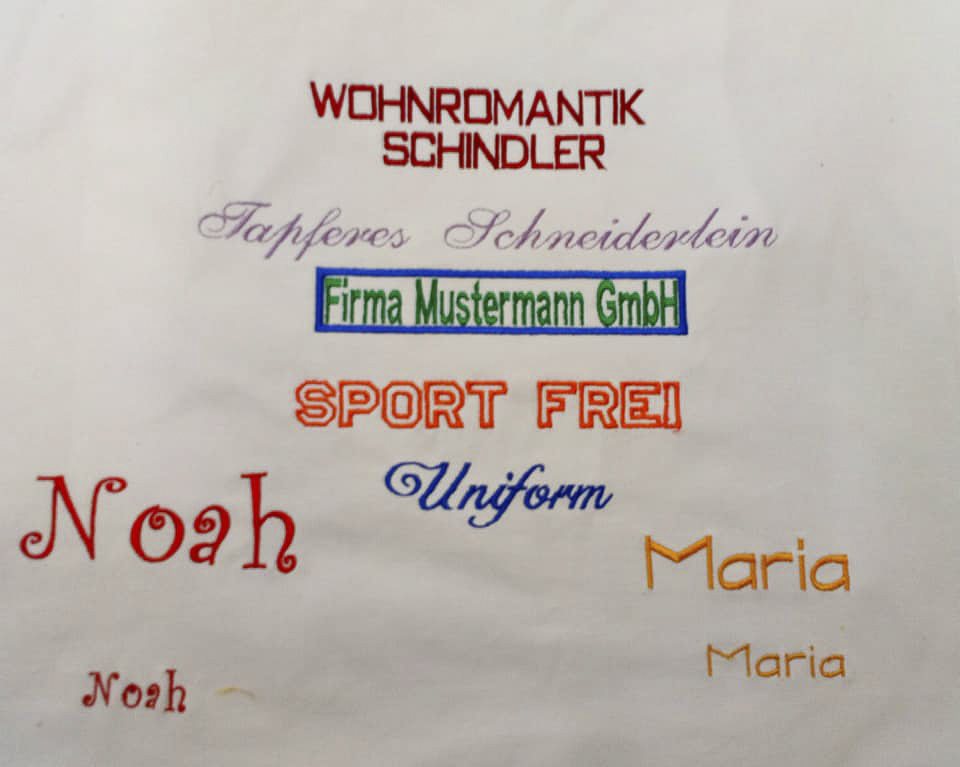 WOHNROMANTIK
SCHINDLER
Tapferes Schneiderlein
Firma Mustermann GmbH
SPORT FREI
Uniform
Noah
Maria
Maria
Noah